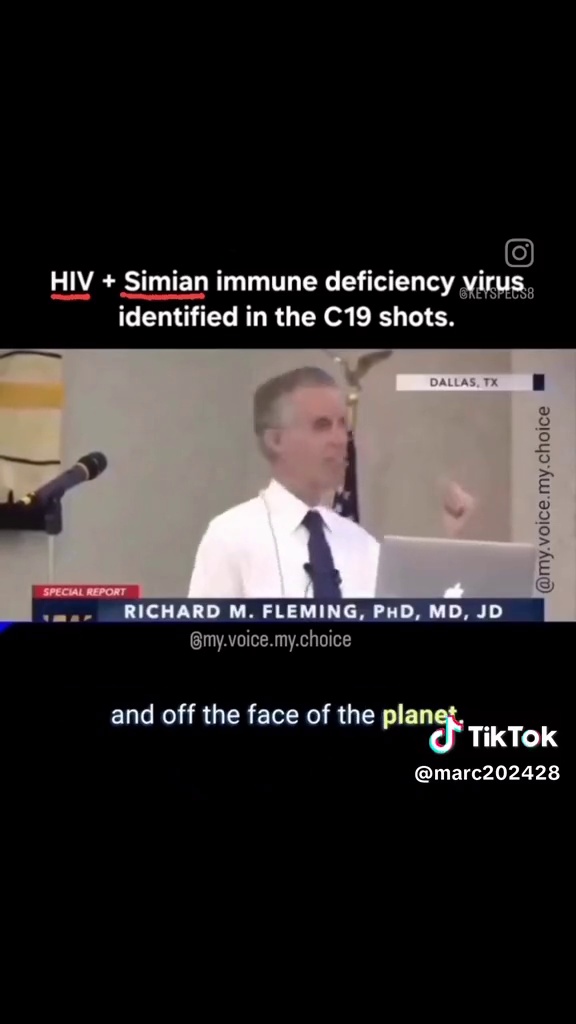 HIV + Simian immune deficiency virus
@KEYSPECS8
identified in the C19 shots.
DALLAS, TX
@my.voice.my.choice
SPECIAL REPORT
RICHARD M. FLEMING, PHD, MD, JD
@my.voice.my.choice
and off the face of the planet.
TikTok
@marc202428